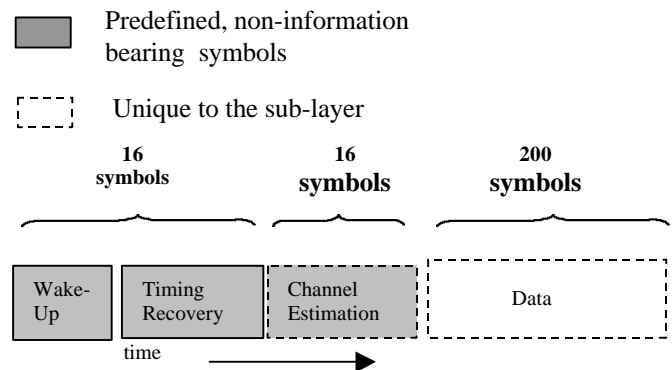 Predefined, non-information
bearing symbols
Unique to the sub-layer
16
symbols
16
symbols
200
symbols
Wake-
Up
Timing
Recovery
Channel
Estimation
Data
time